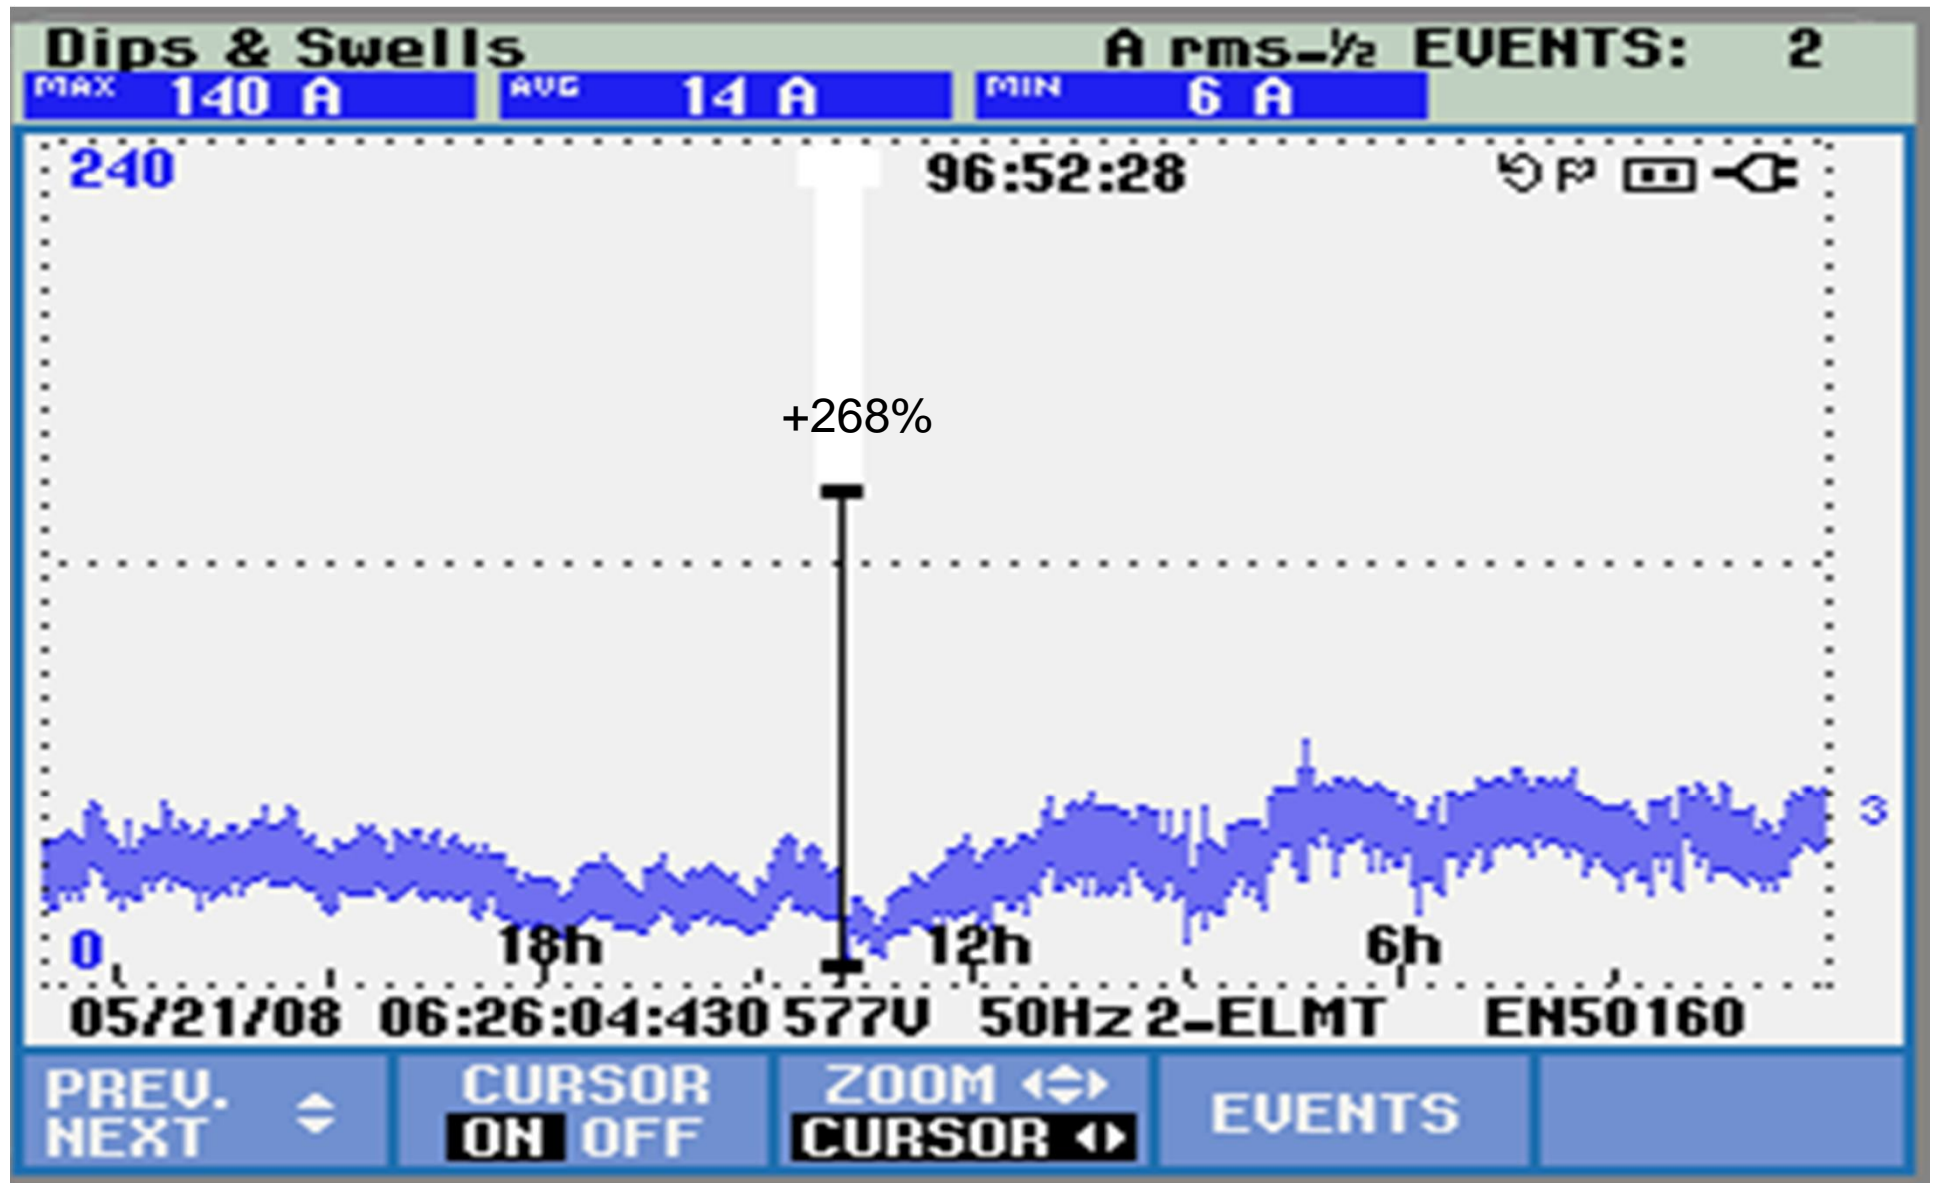 Dips & Swells A rms-½ EVENTS: 2
MAX 140 A AVG 14 A MIN 6 A
240 96:52:28
+268%
3
0 18h 12h 6h
05/21/08 06:26:04:430 577V 50Hz 2-ELMT EN50160
PREV. CURSOR ZOOM EVENTS
NEXT ON OFF CURSOR